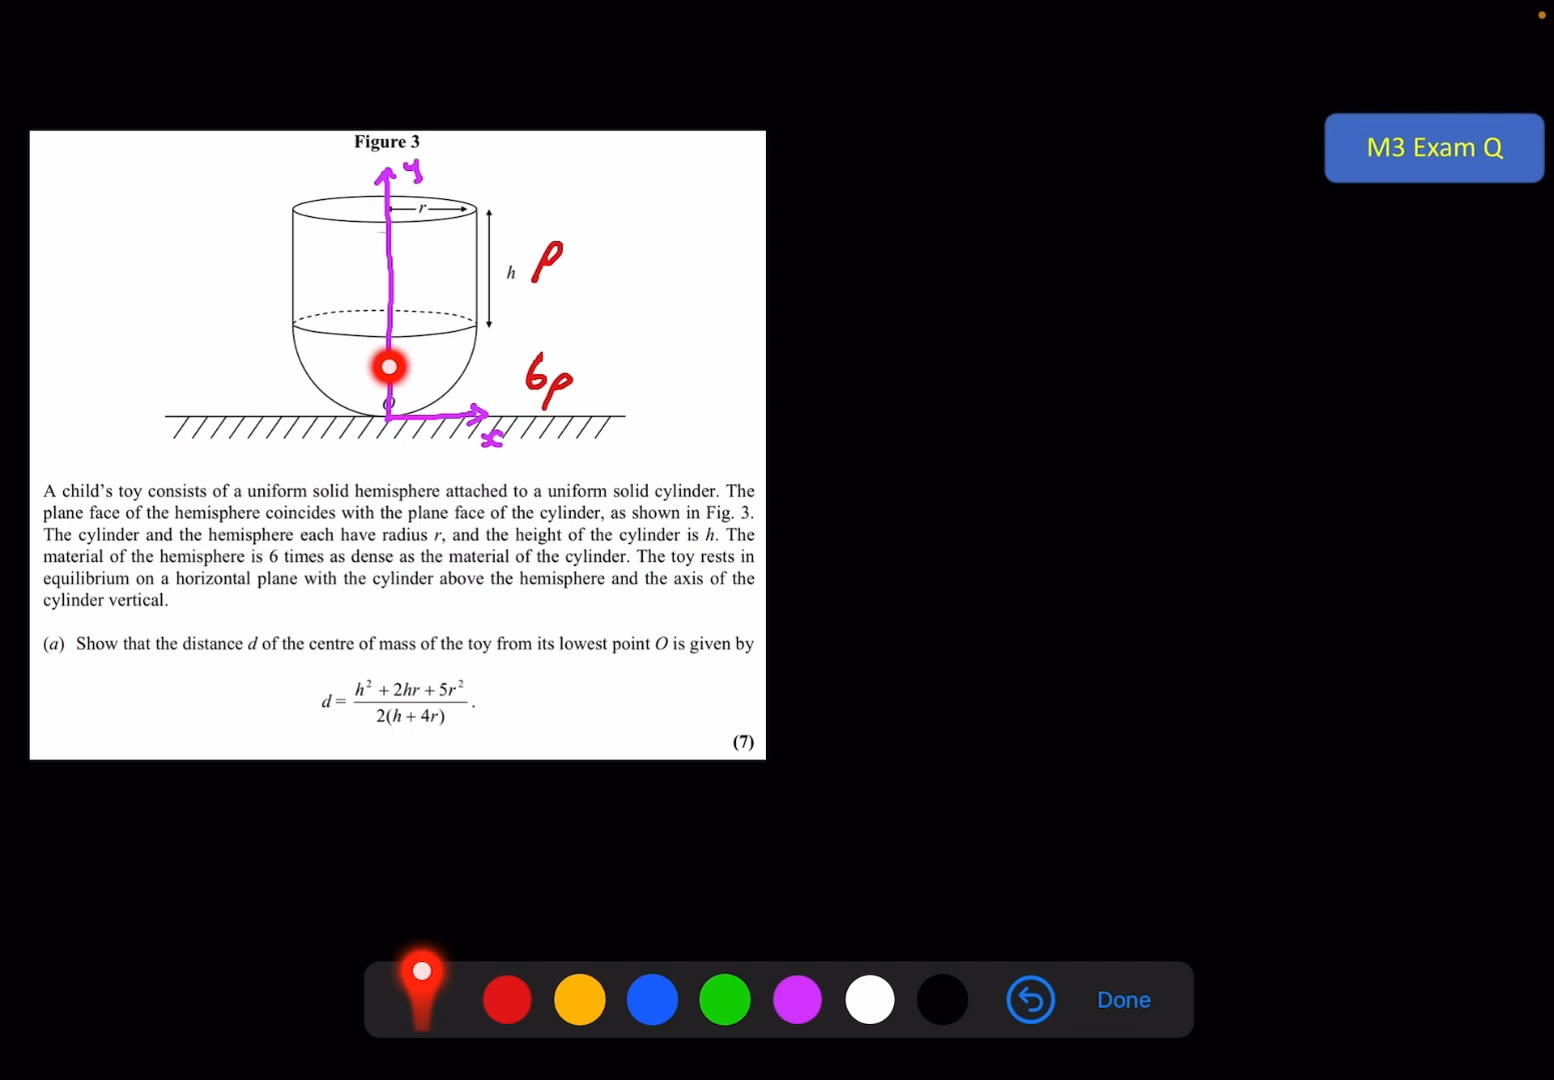 M3 Exam Q
Figure 3
y
r
h
ρ
6ρ
O
x
A child’s toy consists of a uniform solid hemisphere attached to a uniform solid cylinder. The
plane face of the hemisphere coincides with the plane face of the cylinder, as shown in Fig. 3.
The cylinder and the hemisphere each have radius r, and the height of the cylinder is h. The
material of the hemisphere is 6 times as dense as the material of the cylinder. The toy rests in
equilibrium on a horizontal plane with the cylinder above the hemisphere and the axis of the
cylinder vertical.
(a) Show that the distance d of the centre of mass of the toy from its lowest point O is given by
d = \frac{h² + 2hr + 5r²}{2(h + 4r)} .
(7)
Done